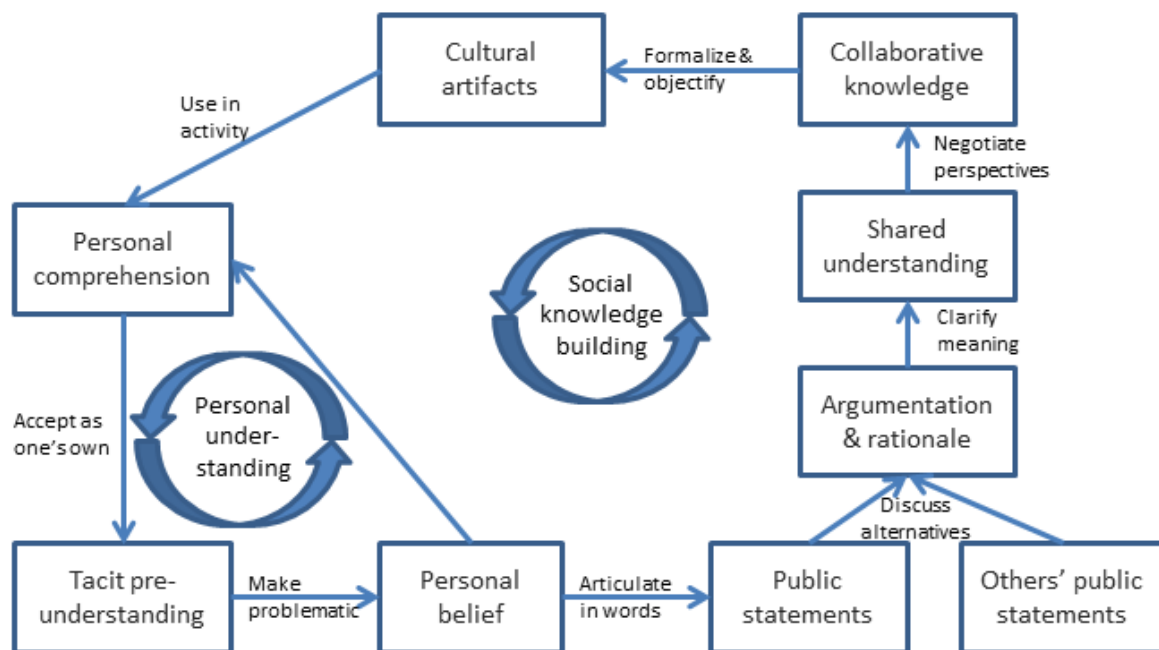 Cultural
artifacts
Formalize &
objectify
Collaborative
knowledge
Use in
activity
Negotiate
perspectives
Personal
comprehension
Shared
understanding
Social
knowledge
building
Clarify
meaning
Accept as
one's own
Personal
under-
standing
Argumentation
& rationale
Discuss
alternatives
Tacit pre-
understanding
Make
problematic
Personal
belief
Articulate
in words
Public
statements
Others' public
statements